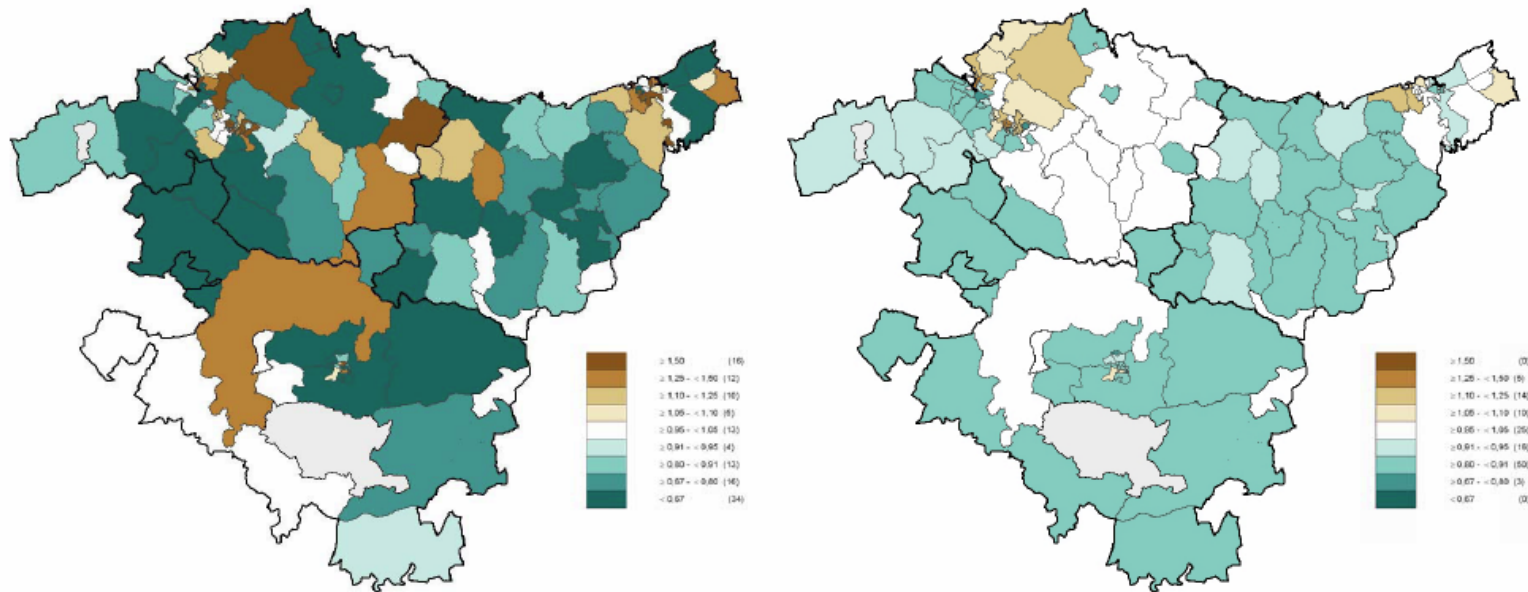 ≥ 1,50 (16)
≥ 1,25 - < 1,50 (12)
≥ 1,10 - < 1,25 (10)
≥ 1,05 - < 1,10
≥ 0,95 - < 1,05 (13)
≥ 0,91 - < 0,95 (4)
≥ 0,80 - < 0,91 (13)
≥ 0,67 - < 0,80 (16)
< 0,67 (34)
≥ 1,50 (0)
≥ 1,25 - < 1,50 (5)
≥ 1,10 - < 1,25 (14)
≥ 1,05 - < 1,10 (10)
≥ 0,95 - < 1,05 (25)
≥ 0,91 - < 0,95
≥ 0,80 - < 0,91 (50)
≥ 0,67 - < 0,80 (3)
< 0,67 (0)